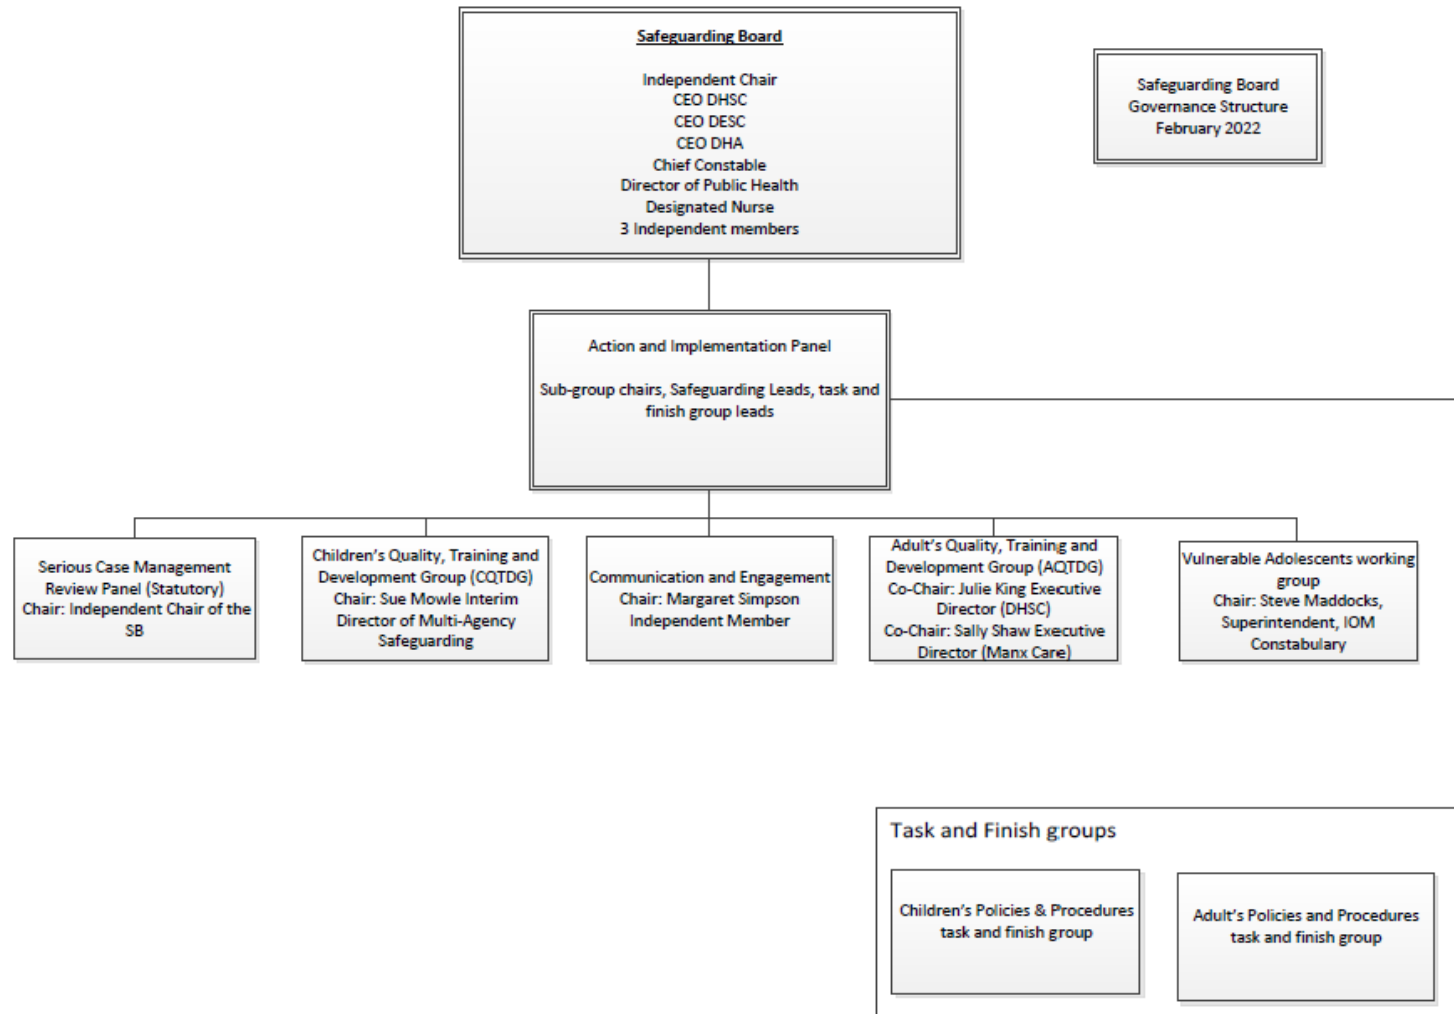 Safeguarding Board
Independent Chair
CEO DHSC
CEO DESC
CEO DHA
Chief Constable
Director of Public Health
Designated Nurse
3 Independent members
Safeguarding Board
Governance Structure
February 2022
Action and Implementation Panel
Sub-group chairs, Safeguarding Leads, task and
finish group leads
Serious Case Management
Review Panel (Statutory)
Chair: Independent Chair of the
SB
Children's Quality, Training and
Development Group (CQTDG)
Chair: Sue Mowle Interim
Director of Multi-Agency
Safeguarding
Communication and Engagement
Chair: Margaret Simpson
Independent Member
Adult's Quality, Training and
Development Group (AQTDG)
Co-Chair: Julie King Executive
Director (DHSC)
Co-Chair: Sally Shaw Executive
Director (Manx Care)
Vulnerable Adolescents working
group
Chair: Steve Maddocks,
Superintendent, IOM
Constabulary
Task and Finish groups
Children's Policies & Procedures
task and finish group
Adult's Policies and Procedures
task and finish group